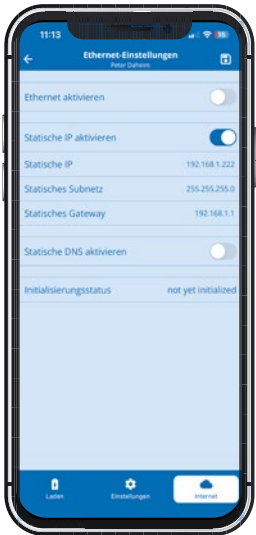 11:13
Ethernet-Einstellungen
Peter Daheim
Ethernet aktivieren
Statische IP aktivieren
Statische IP 192.168.1.222
Statisches Subnetz 255.255.255.0
Statisches Gateway 192.168.1.1
Statische DNS aktivieren
Initialisierungsstatus not yet initialized
Laden Einstellungen Internet